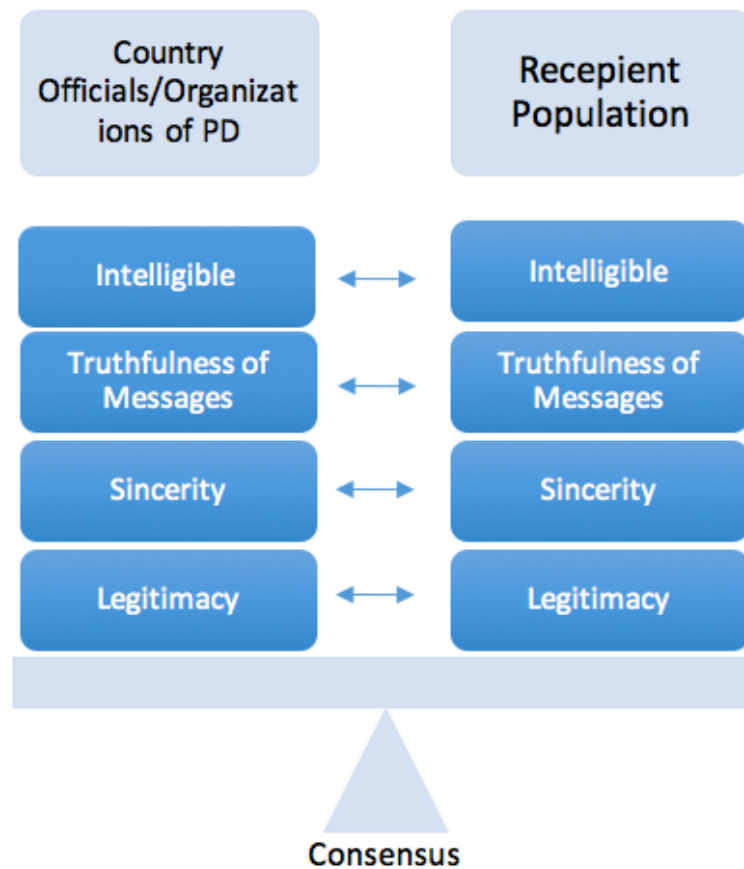 Country
Officials/Organizat
ions of PD
Recepient
Population
Intelligible
Intelligible
Truthfulness of
Messages
Truthfulness of
Messages
Sincerity
Sincerity
Legitimacy
Legitimacy
Consensus